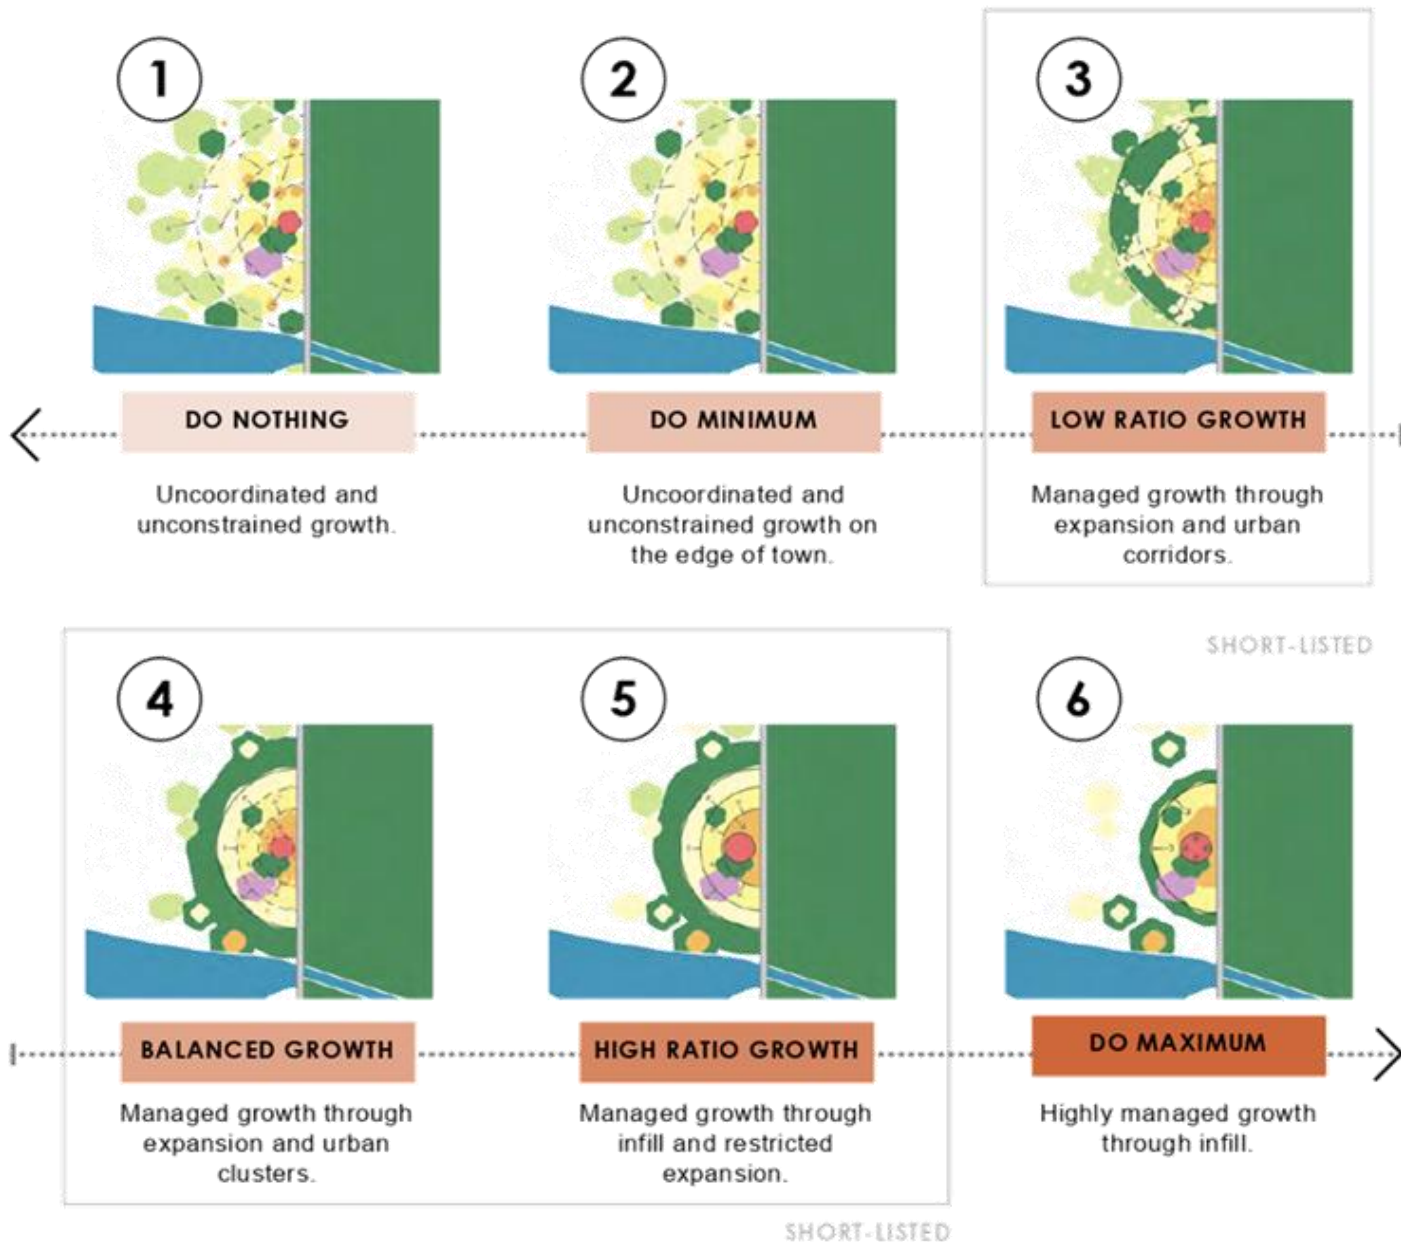 1
2
3
DO NOTHING
DO MINIMUM
LOW RATIO GROWTH
Uncoordinated and
unconstrained growth.
Uncoordinated and
unconstrained growth on
the edge of town.
Managed growth through
expansion and urban
corridors.
SHORT-LISTED
4
5
6
BALANCED GROWTH
HIGH RATIO GROWTH
DO MAXIMUM
Managed growth through
expansion and urban
clusters.
Managed growth through
infill and restricted
expansion.
Highly managed growth
through infill.
SHORT-LISTED